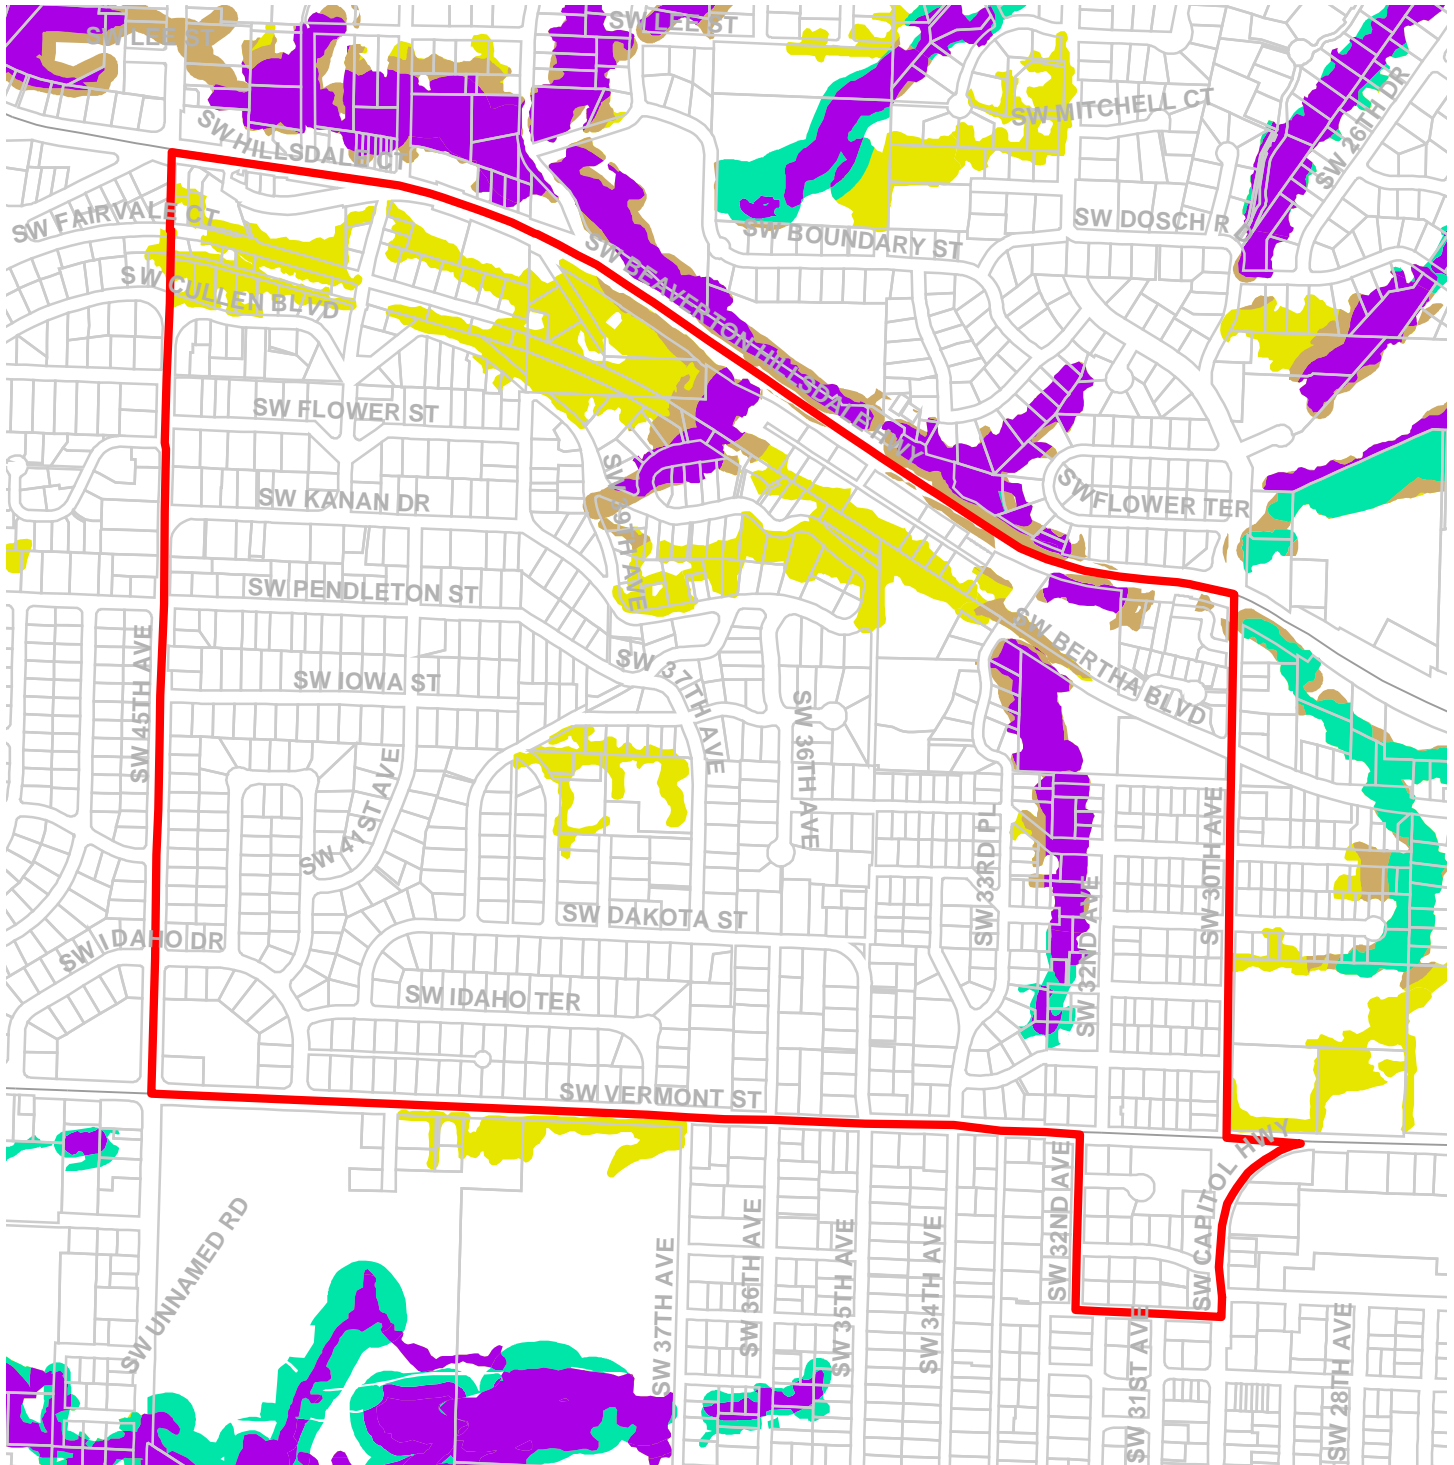 SW LEE ST
SW LEE ST
SW HILLSDALE CT
SW MITCHELL CT
SW 26TH DR
SW FAIRVALE CT
SW BOUNDARY ST
SW DOSCH R
SW CULLEN BLVD
SW BEAVERTON HILLSDALE HWY
SW FLOWER ST
SW KANAN DR
SW 39TH AVE
SW FLOWER TER
SW PENDLETON ST
SW BERTHA BLVD
SW IOWA ST
SW 37TH AVE
SW 45TH AVE
SW 36TH AVE
SW 41ST AVE
SW 33RD PL
SW 30TH AVE
SW DAKOTA ST
SW IDAHO DR
SW 32ND AVE
SW IDAHO TER
SW VERMONT ST
SW CAPITOL HWY
SW UNNAMED RD
SW 37TH AVE
SW 36TH AVE
SW 35TH AVE
SW 34TH AVE
SW 32ND AVE
SW 31ST AVE
SW 28TH AVE